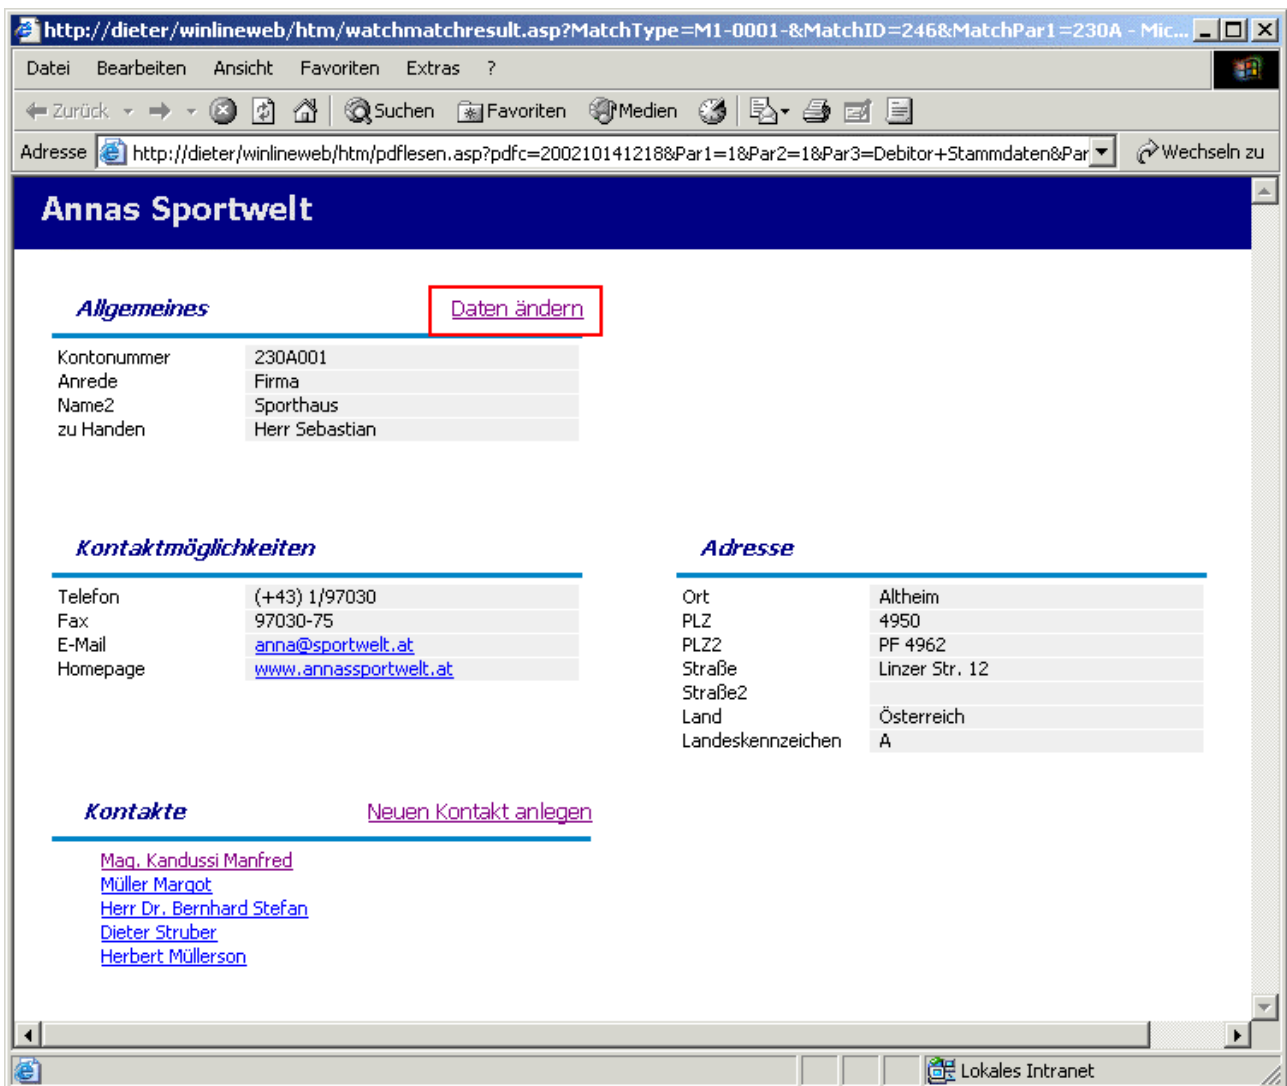 http://dieter/winlineweb/htm/watchmatchresult.asp?MatchType=M1-0001-&MatchID=246&MatchPar1=230A - Mic...
Datei Bearbeiten Ansicht Favoriten Extras ?
Zurück Suchen Favoriten Medien
Adresse http://dieter/winlineweb/htm/pdflesen.asp?pdfc=200210141218&Par1=1&Par2=1&Par3=Debitor+Stammdaten&Par Wechseln zu
Annas Sportwelt
Allgemeines Daten ändern
Kontonummer 230A001
Anrede Firma
Name2 Sporthaus
zu Handen Herr Sebastian
Kontaktmöglichkeiten
Telefon (+43) 1/97030
Fax 97030-75
E-Mail anna@sportwelt.at
Homepage www.annassportwelt.at
Adresse
Ort Altheim
PLZ 4950
PLZ2 PF 4962
Straße Linzer Str. 12
Straße2
Land Österreich
Landeskennzeichen A
Kontakte Neuen Kontakt anlegen
Mag. Kandussi Manfred
Müller Margot
Herr Dr. Bernhard Stefan
Dieter Struber
Herbert Müllerson
Lokales Intranet